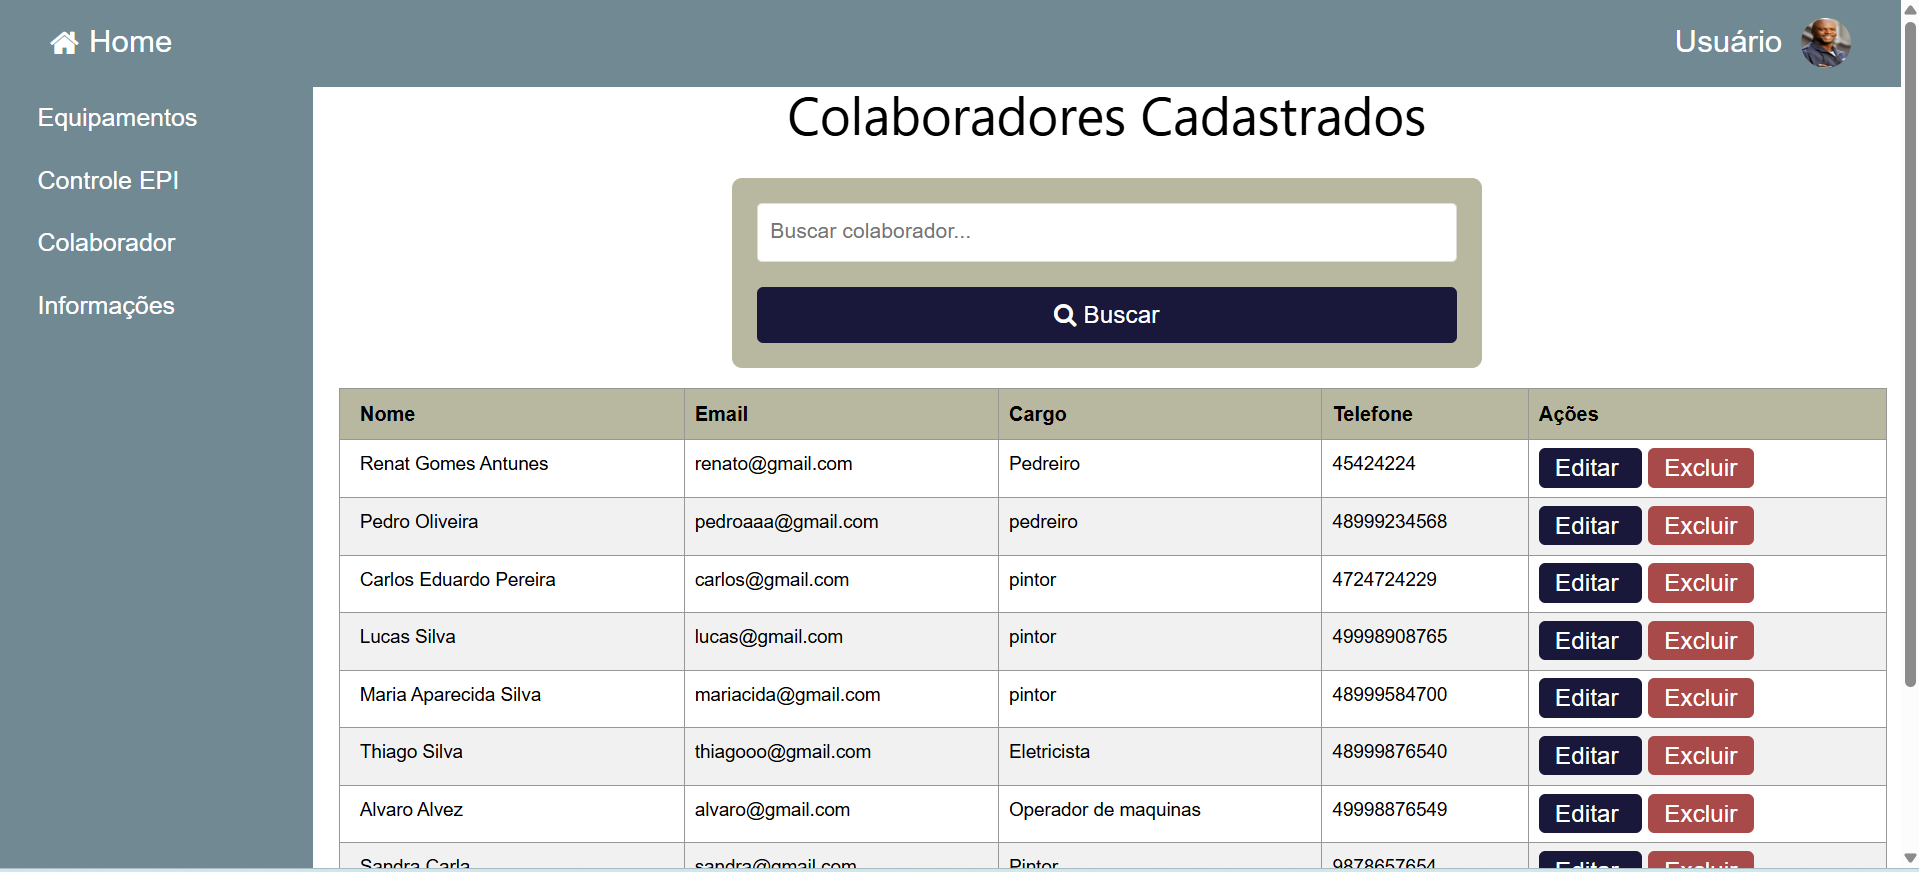 Home
Usuário
Equipamentos
Controle EPI
Colaborador
Informações
Colaboradores Cadastrados
Buscar colaborador...
Buscar
Nome Email Cargo Telefone Ações
Renat Gomes Antunes renato@gmail.com Pedreiro 45424224 Editar Excluir
Pedro Oliveira pedroaaa@gmail.com pedreiro 48999234568 Editar Excluir
Carlos Eduardo Pereira carlos@gmail.com pintor 4724724229 Editar Excluir
Lucas Silva lucas@gmail.com pintor 49998908765 Editar Excluir
Maria Aparecida Silva mariacida@gmail.com pintor 48999584700 Editar Excluir
Thiago Silva thiagooo@gmail.com Eletricista 48999876540 Editar Excluir
Alvaro Alvez alvaro@gmail.com Operador de maquinas 49998876549 Editar Excluir
Sandra Carla sandra@gmail.com Pintor 9878657654 Editar Excluir